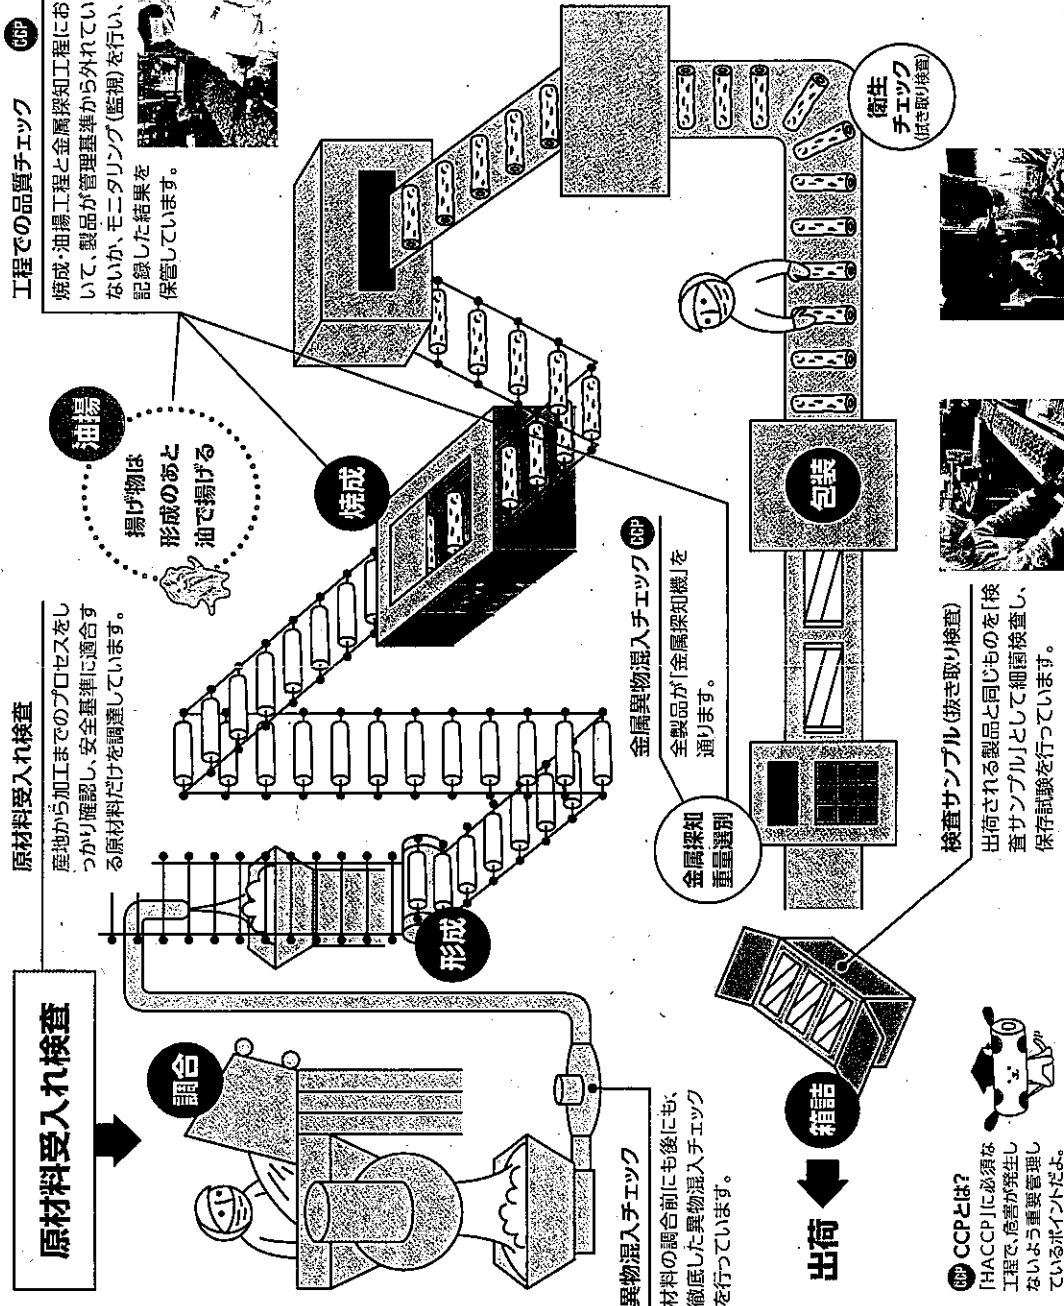 原材料受入れ検査
原材料受入れ検査
産地から加工までのプロセスをし
っかり確認し、安全基準に適合す
る原材料だけを調達しています。
調合
異物混入チェック
材料の調合前にも後にも、
徹底した異物混入チェック
を行っています。
形成
油揚
揚げ物は
形成のあと
油で揚げる
焼成
工程での品質チェック CCP
焼成・油揚工程と金属探知工程にお
いて、製品が管理基準から外れてい
ないか、モニタリング(監視)を行い、
記録した結果を
保管しています。
衛生
チェック
(拭き取り検査)
包装
金属異物混入チェック CCP
全製品が「金属探知機」を
通ります。
金属探知
重量選別
検査サンプル(抜き取り検査)
出荷される製品と同じものを「検
査サンプル」として細菌検査し、
保存試験を行っています。
箱詰
出荷
CCP CCPとは?
「HACCP」に必須な
工程で、危害が発生し
ないよう重要管理し
ているポイントだよ。